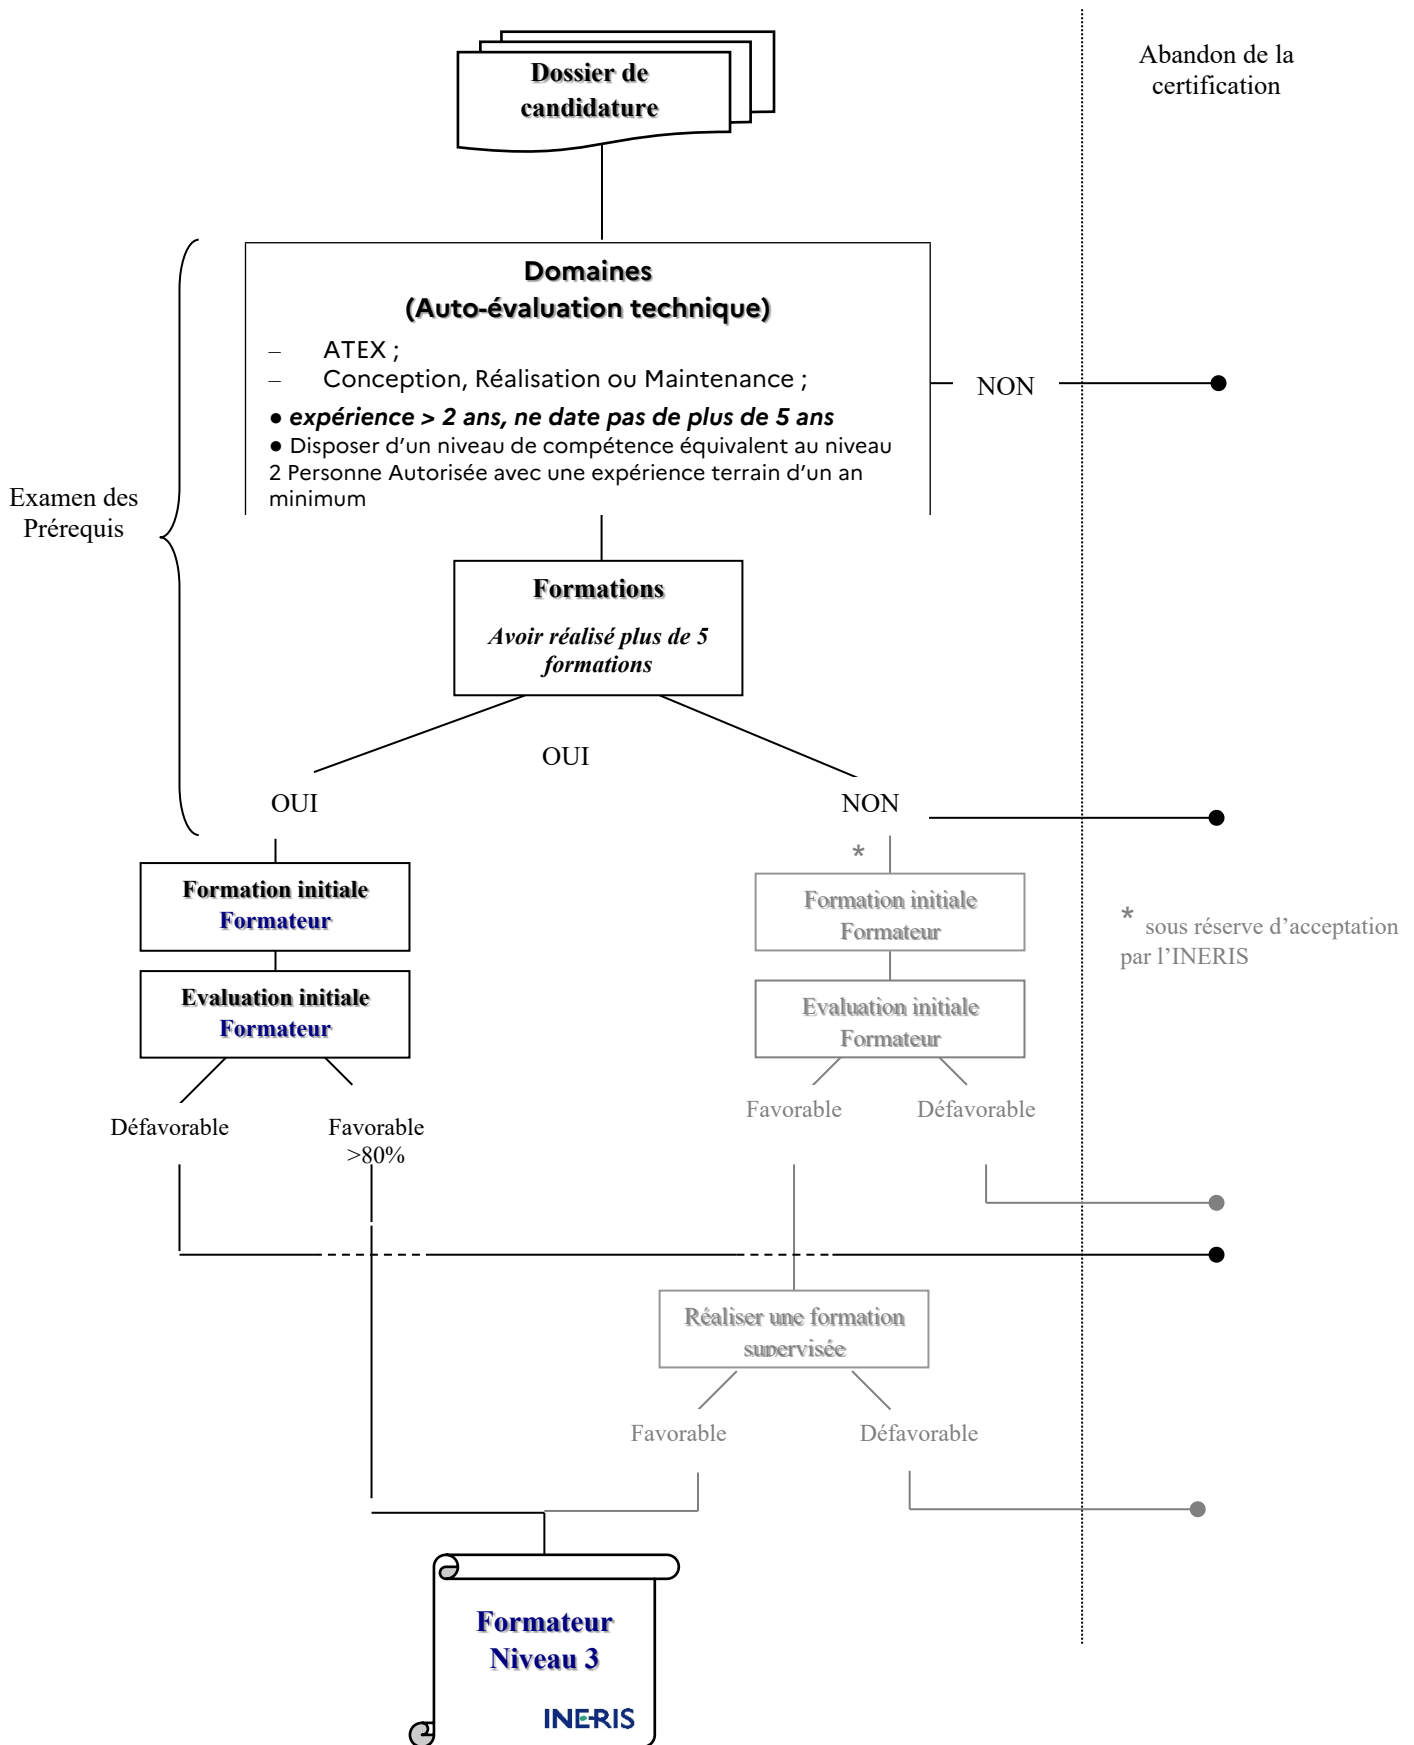 Dossier de
candidature
Abandon de la
certification
Domaines
(Auto-évaluation technique)
– ATEX ;
– Conception, Réalisation ou Maintenance ;
● expérience > 2 ans, ne date pas de plus de 5 ans
● Disposer d’un niveau de compétence équivalent au niveau
2 Personne Autorisée avec une expérience terrain d’un an
minimum
NON
Examen des
Prérequis
Formations
Avoir réalisé plus de 5
formations
OUI
OUI
NON
*
Formation initiale
Formateur
Formation initiale
Formateur
* sous réserve d’acceptation
par l’INERIS
Evaluation initiale
Formateur
Evaluation initiale
Formateur
Défavorable
Favorable
>80%
Favorable
Défavorable
Réaliser une formation
supervisée
Favorable
Défavorable
Formateur
Niveau 3
INERIS